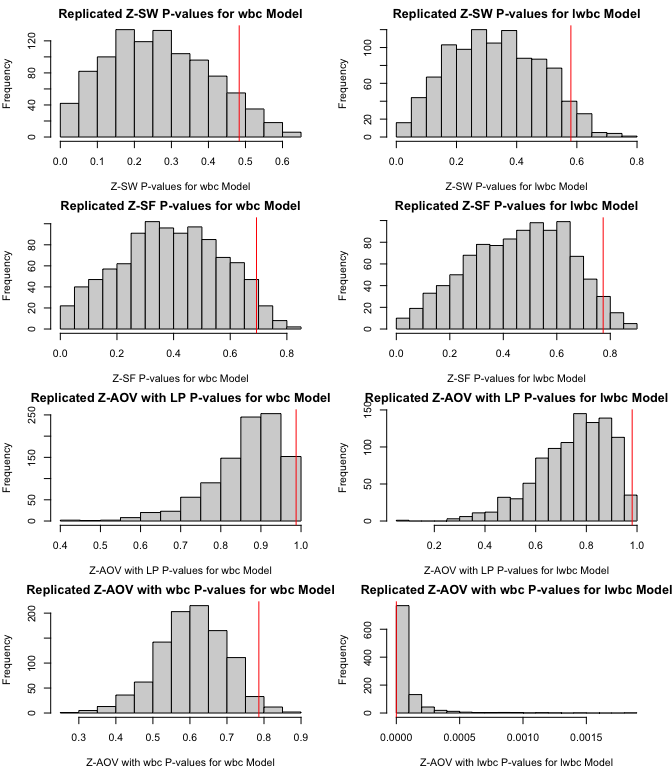 Replicated Z-SW P-values for wbc Model
Frequency
0 40 80 120
0.0 0.1 0.2 0.3 0.4 0.5 0.6
Z-SW P-values for wbc Model
Replicated Z-SW P-values for lwbc Model
Frequency
0 20 60 100
0.0 0.2 0.4 0.6 0.8
Z-SW P-values for lwbc Model
Replicated Z-SF P-values for wbc Model
Frequency
0 20 40 60 80
0.0 0.2 0.4 0.6 0.8
Z-SF P-values for wbc Model
Replicated Z-SF P-values for lwbc Model
Frequency
0 20 40 60 80
0.0 0.2 0.4 0.6 0.8
Z-SF P-values for lwbc Model
Replicated Z-AOV with LP P-values for wbc Model
Frequency
0 50 150 250
0.4 0.5 0.6 0.7 0.8 0.9 1.0
Z-AOV with LP P-values for wbc Model
Replicated Z-AOV with LP P-values for lwbc Model
Frequency
0 50 100 150
0.2 0.4 0.6 0.8 1.0
Z-AOV with LP P-values for lwbc Model
Replicated Z-AOV with wbc P-values for wbc Model
Frequency
0 50 100 200
0.3 0.4 0.5 0.6 0.7 0.8 0.9
Z-AOV with wbc P-values for wbc Model
Replicated Z-AOV with wbc P-values for lwbc Model
Frequency
0 200 400 600
0.0000 0.0005 0.0010 0.0015
Z-AOV with lwbc P-values for lwbc Model